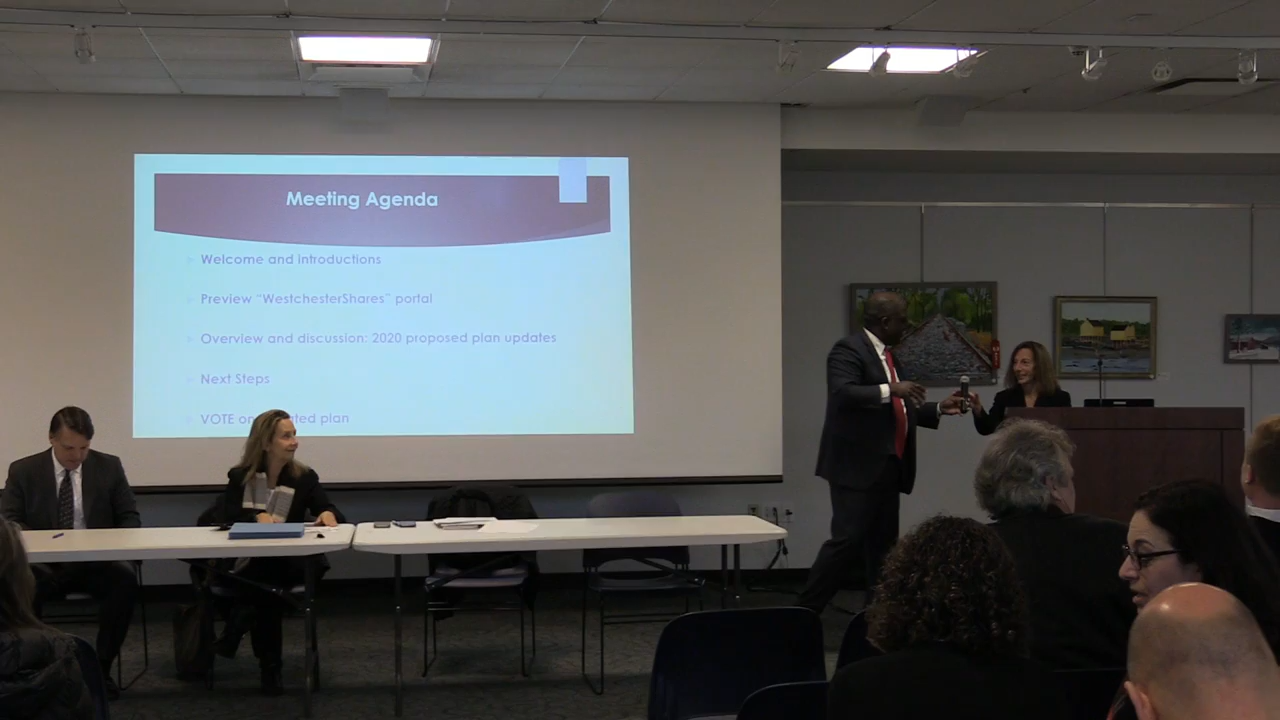 Meeting Agenda
Welcome and introductions
Preview "WestchesterShares" portal
Overview and discussion: 2020 proposed plan updates
Next Steps
VOTE on plan